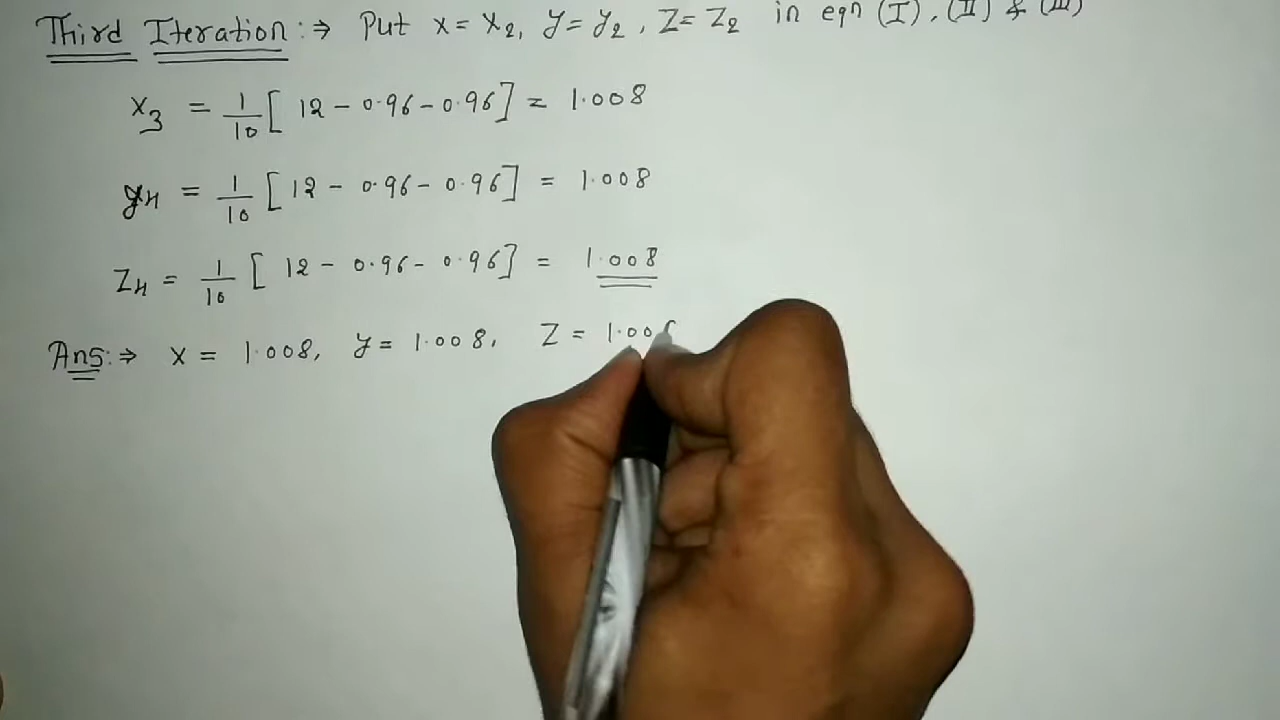 Third Iteration :⇒ Put x = x2, y = y2, z = z2 in eqn (I), (II) & (III)
x3 = 1/10 [ 12 - 0.96 - 0.96 ] = 1.008
y4 = 1/10 [ 12 - 0.96 - 0.96 ] = 1.008
z4 = 1/10 [ 12 - 0.96 - 0.96 ] = 1.008
Ans :⇒ x = 1.008, y = 1.008, z = 1.00